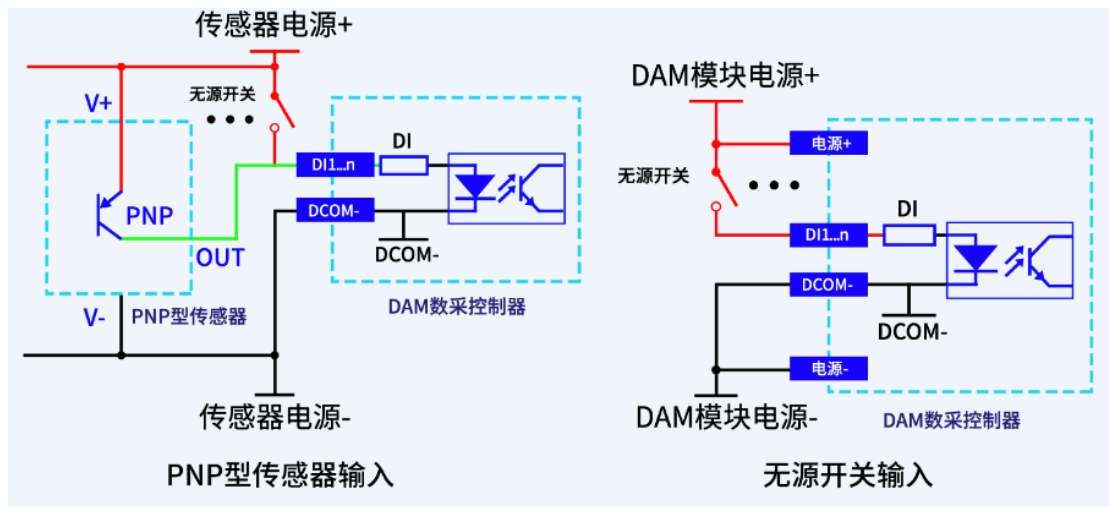 传感器电源+
无源开关
V+
DI
DI1...n
PNP
DCOM-
OUT
DCOM-
V-
PNP型传感器
DAM数采控制器
传感器电源-
PNP型传感器输入
DAM模块电源+
电源+
无源开关
DI
DI1...n
DCOM-
DCOM-
电源-
DAM模块电源-
DAM数采控制器
无源开关输入